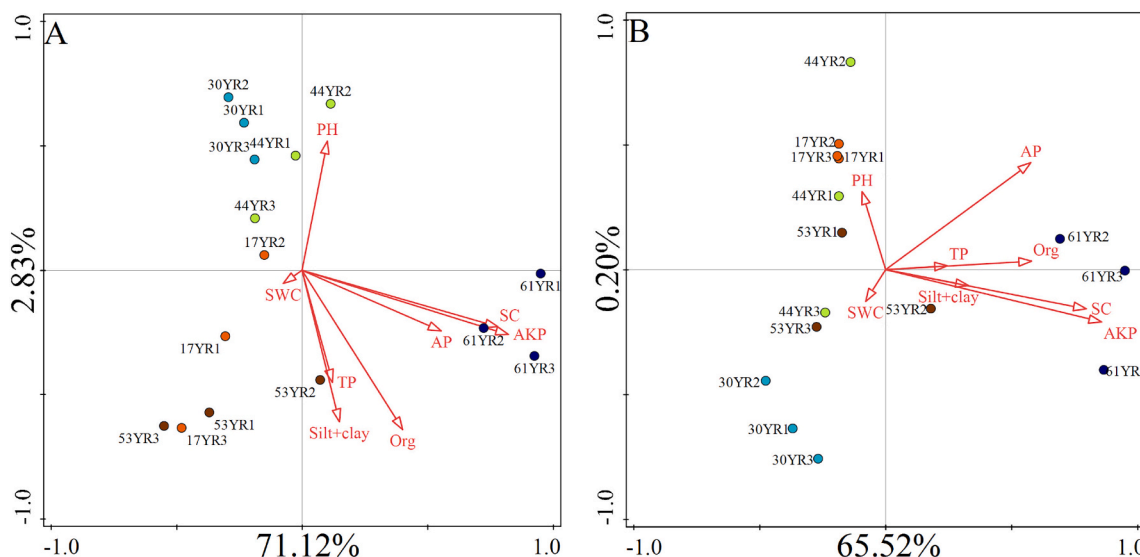 A
1.0
2.83%
-1.0
-1.0
71.12%
1.0
30YR2
30YR1
30YR3
44YR2
PH
44YR1
44YR3
17YR2
SWC
17YR1
61YR1
SC
61YR2
AKP
AP
61YR3
TP
53YR2
53YR1
53YR3
17YR3
Silt+clay
Org
B
1.0
0.20%
-1.0
-1.0
65.52%
1.0
44YR2
17YR2
17YR3
17YR1
AP
PH
44YR1
53YR1
61YR2
TP
Org
61YR3
Silt+clay
SWC
53YR2
SC
44YR3
53YR3
AKP
61YR
30YR2
30YR1
30YR3